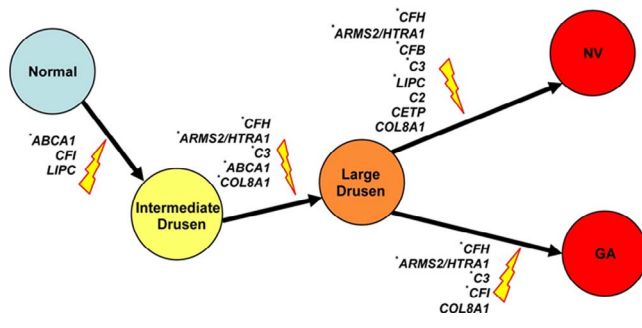 Normal
*ABCA1
CFI
LIPC
Intermediate
Drusen
*CFH
*ARMS2/HTRA1
*C3
*ABCA1
*COL8A1
Large
Drusen
*CFH
*ARMS2/HTRA1
*CFB
*C3
*LIPC
C2
CETP
COL8A1
NV
*CFH
*ARMS2/HTRA1
*C3
*CFI
COL8A1
GA